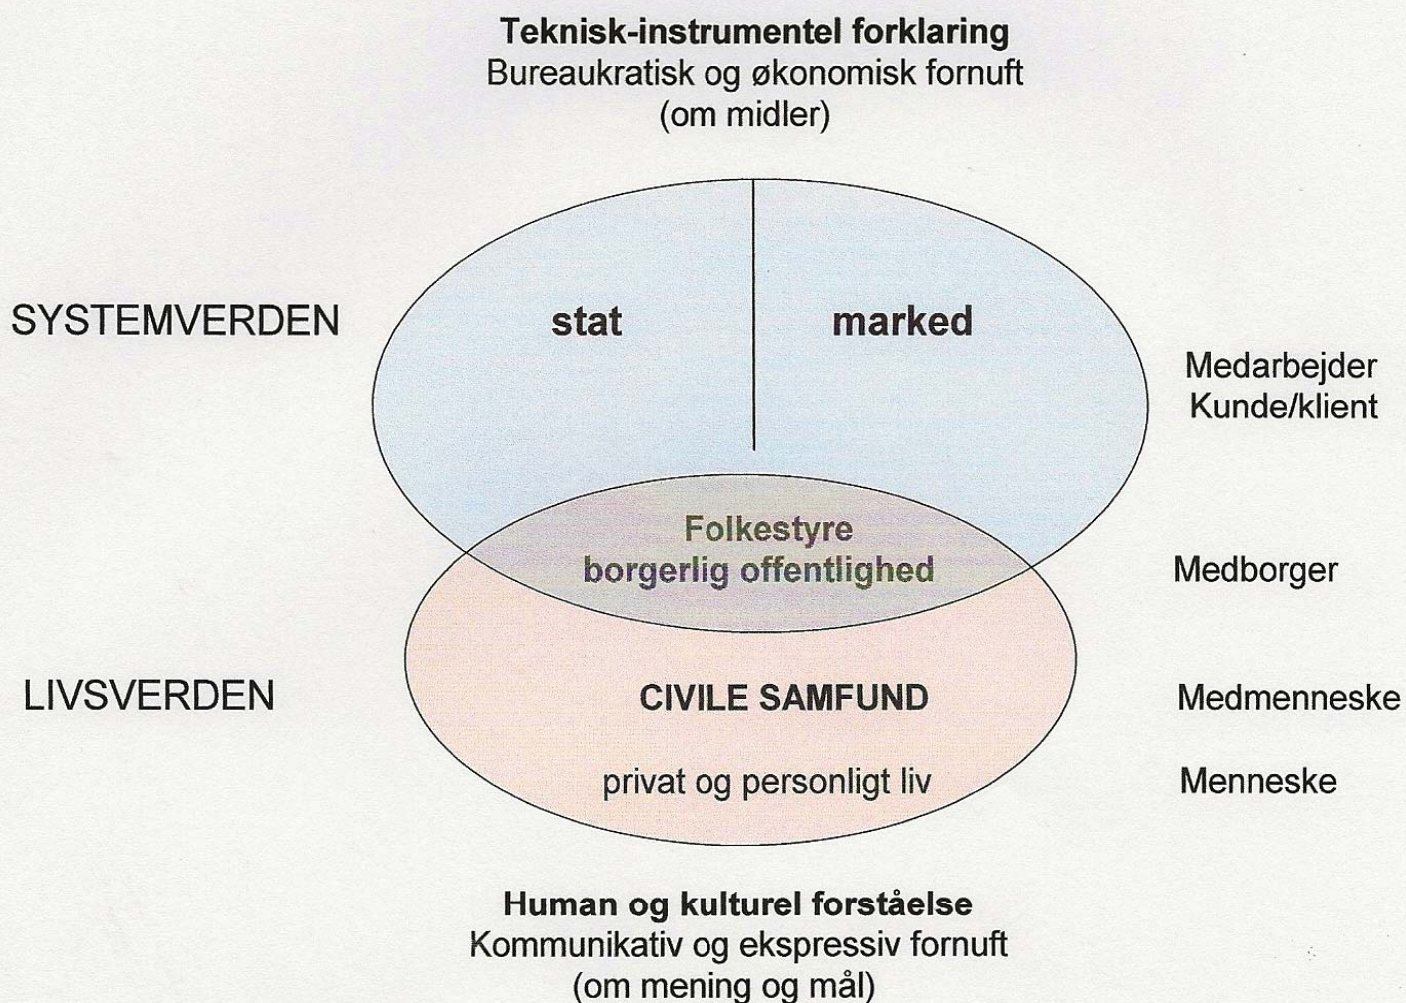 Teknisk-instrumentel forklaring
Bureaukratisk og økonomisk fornuft
(om midler)
SYSTEMVERDEN
stat
marked
Medarbejder
Kunde/klient
Folkestyre
borgerlig offentlighed
Medborger
LIVSVERDEN
CIVILE SAMFUND
Medmenneske
privat og personligt liv
Menneske
Human og kulturel forståelse
Kommunikativ og ekspressiv fornuft
(om mening og mål)